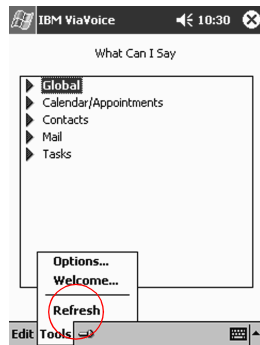 IBM ViaVoice 10:30
What Can I Say
Global
Calendar/Appointments
Contacts
Mail
Tasks
Options...
Welcome...
Refresh
Edit Tools